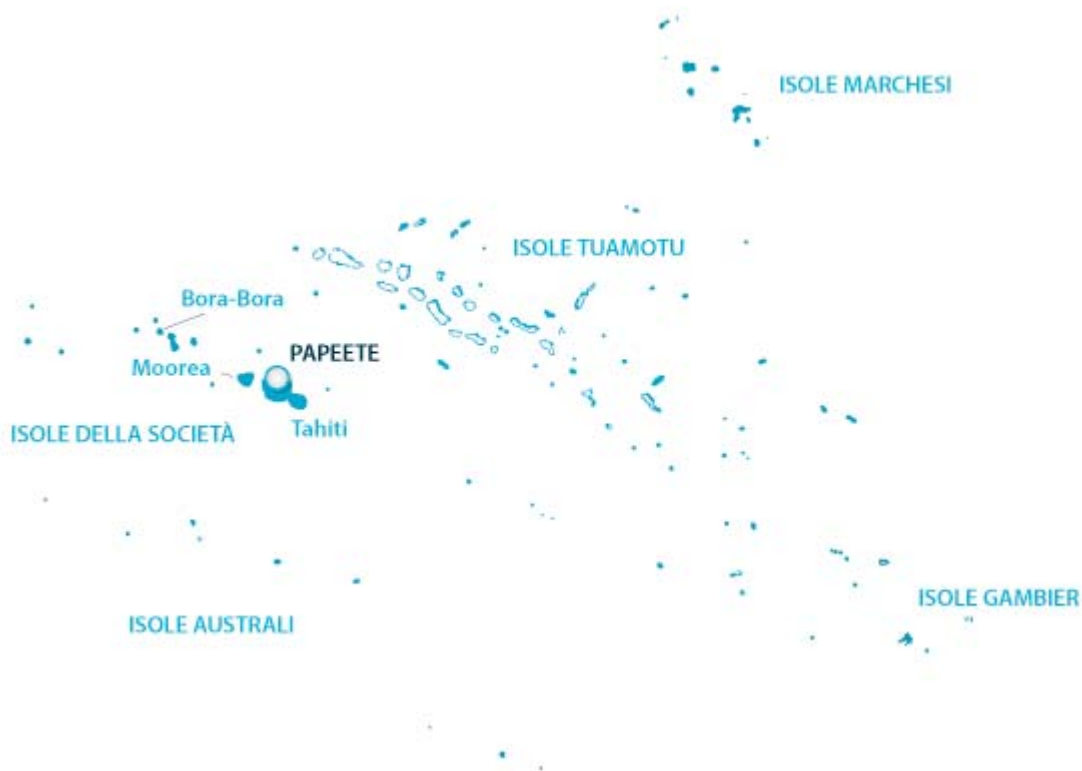 ISOLE MARCHESI
ISOLE TUAMOTU
Bora-Bora
PAPEETE
Moorea
Tahiti
ISOLE DELLA SOCIETÀ
ISOLE GAMBIER
ISOLE AUSTRALI